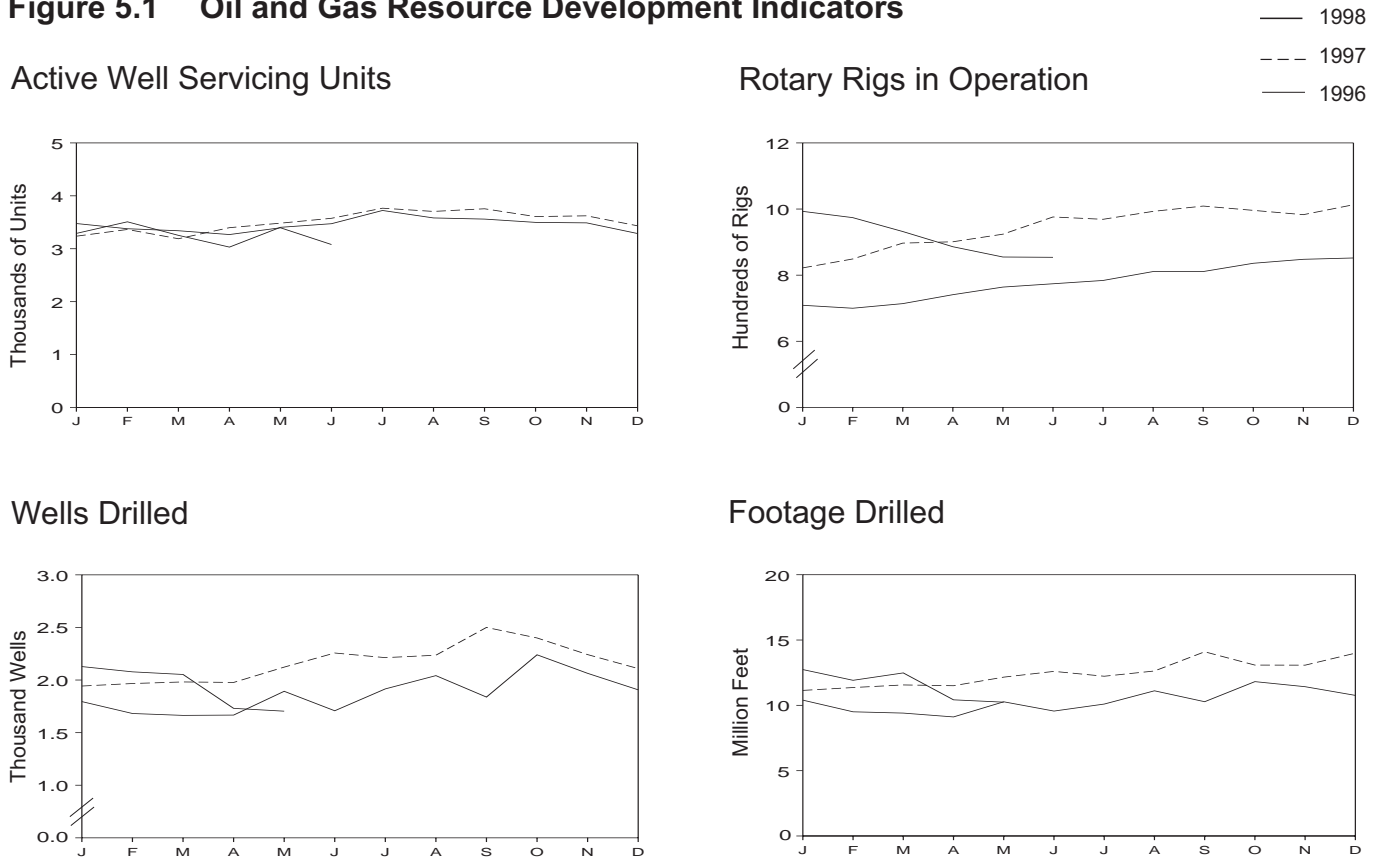 Figure 5.1 Oil and Gas Resource Development Indicators
1998
1997
1996
Active Well Servicing Units
Thousands of Units
5
4
3
2
1
0
J F M A M J J A S O N D
Rotary Rigs in Operation
Hundreds of Rigs
12
10
8
6
0
J F M A M J J A S O N D
Wells Drilled
Thousand Wells
3.0
2.5
2.0
1.5
1.0
0.0
J F M A M J J A S O N D
Footage Drilled
Million Feet
20
15
10
5
0
J F M A M J J A S O N D